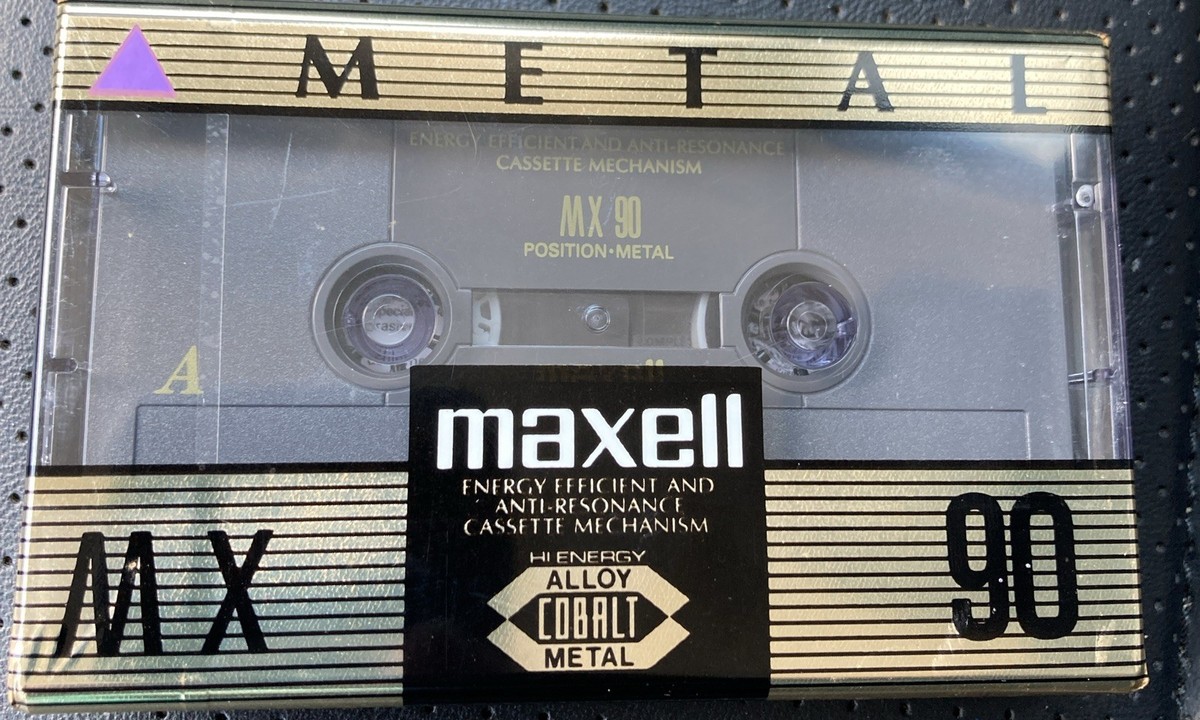 METAL
ENERGY EFFICIENT AND ANTI-RESONANCE
CASSETTE MECHANISM
MX 90
POSITION•METAL
A
maxell
ENERGY EFFICIENT AND
ANTI-RESONANCE
CASSETTE MECHANISM
HI ENERGY
ALLOY
COBALT
METAL
MX
90